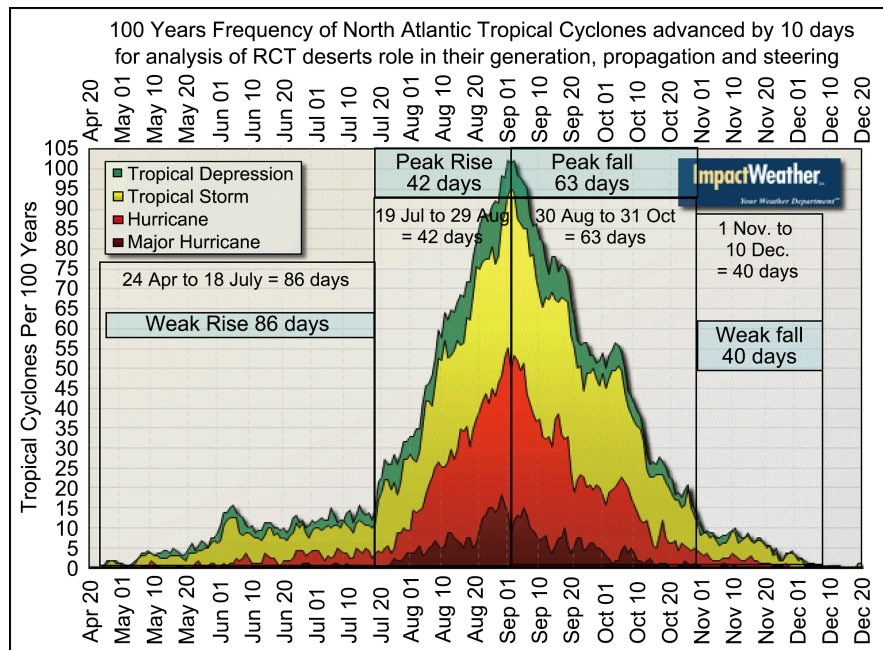 100 Years Frequency of North Atlantic Tropical Cyclones advanced by 10 days
for analysis of RCT deserts role in their generation, propagation and steering
Apr 20 May 01 May 10 May 20 Jun 01 Jun 10 Jun 20 Jul 01 Jul 10 Jul 20 Aug 01 Aug 10 Aug 20 Sep 01 Sep 10 Sep 20 Oct 01 Oct 10 Oct 20 Nov 01 Nov 10 Nov 20 Dec 01 Dec 10 Dec 20
Tropical Cyclones Per 100 Years
105
100
95
90
85
80
75
70
65
60
55
50
45
40
35
30
25
20
15
10
5
0
Tropical Depression
Tropical Storm
Hurricane
Major Hurricane
Peak Rise
42 days
Peak fall
63 days
ImpactWeather
Your Weather Department
19 Jul to 29 Aug
= 42 days
30 Aug to 31 Oct
= 63 days
1 Nov. to
10 Dec.
= 40 days
24 Apr to 18 July = 86 days
Weak Rise 86 days
Weak fall
40 days
Apr 20 May 01 May 10 May 20 Jun 01 Jun 10 Jun 20 Jul 01 Jul 10 Jul 20 Aug 01 Aug 10 Aug 20 Sep 01 Sep 10 Sep 20 Oct 01 Oct 10 Oct 20 Nov 01 Nov 10 Nov 20 Dec 01 Dec 10 Dec 20